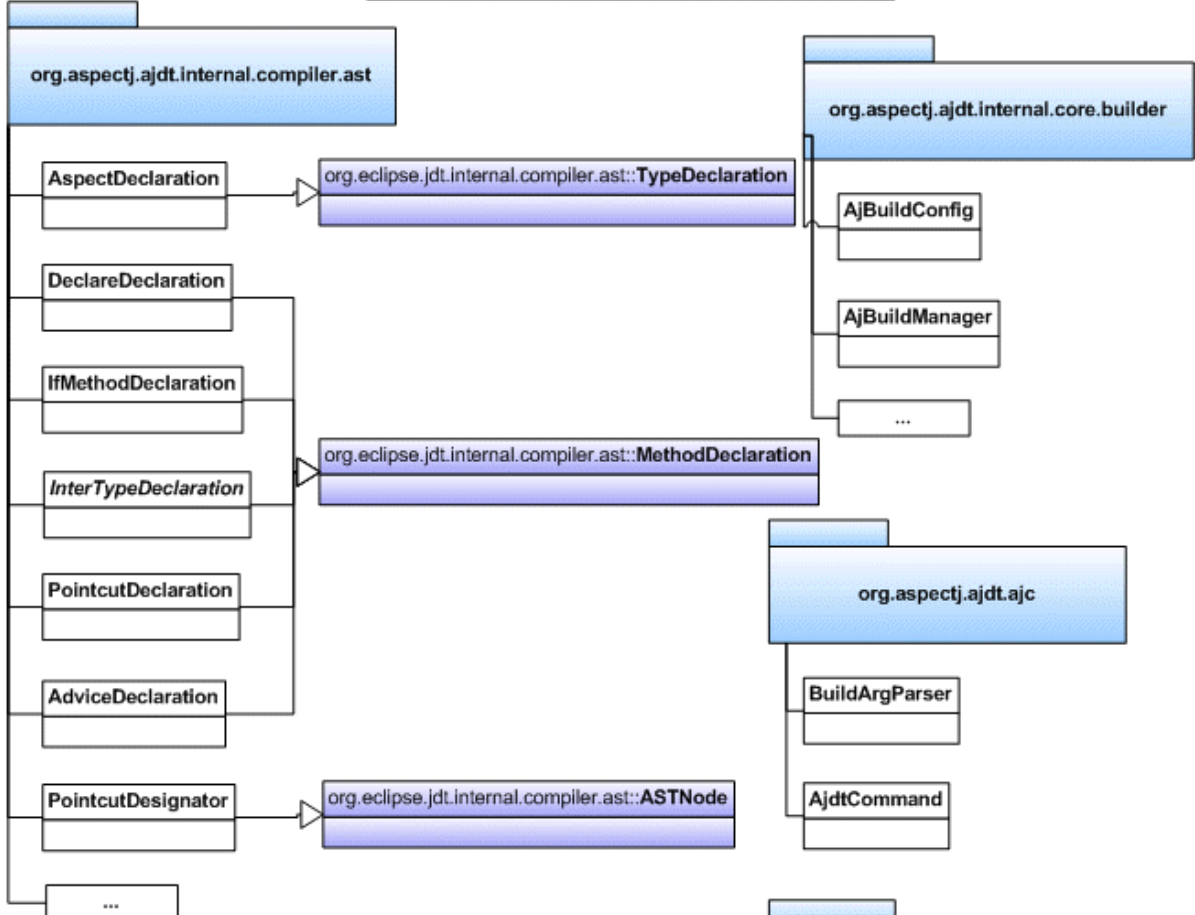 org.aspectj.ajdt.internal.compiler.ast
AspectDeclaration
org.eclipse.jdt.internal.compiler.ast::TypeDeclaration
DeclareDeclaration
IfMethodDeclaration
org.eclipse.jdt.internal.compiler.ast::MethodDeclaration
InterTypeDeclaration
PointcutDeclaration
AdviceDeclaration
PointcutDesignator
org.eclipse.jdt.internal.compiler.ast::ASTNode
...
org.aspectj.ajdt.internal.core.builder
AjBuildConfig
AjBuildManager
...
org.aspectj.ajdt.ajc
BuildArgParser
AjdtCommand